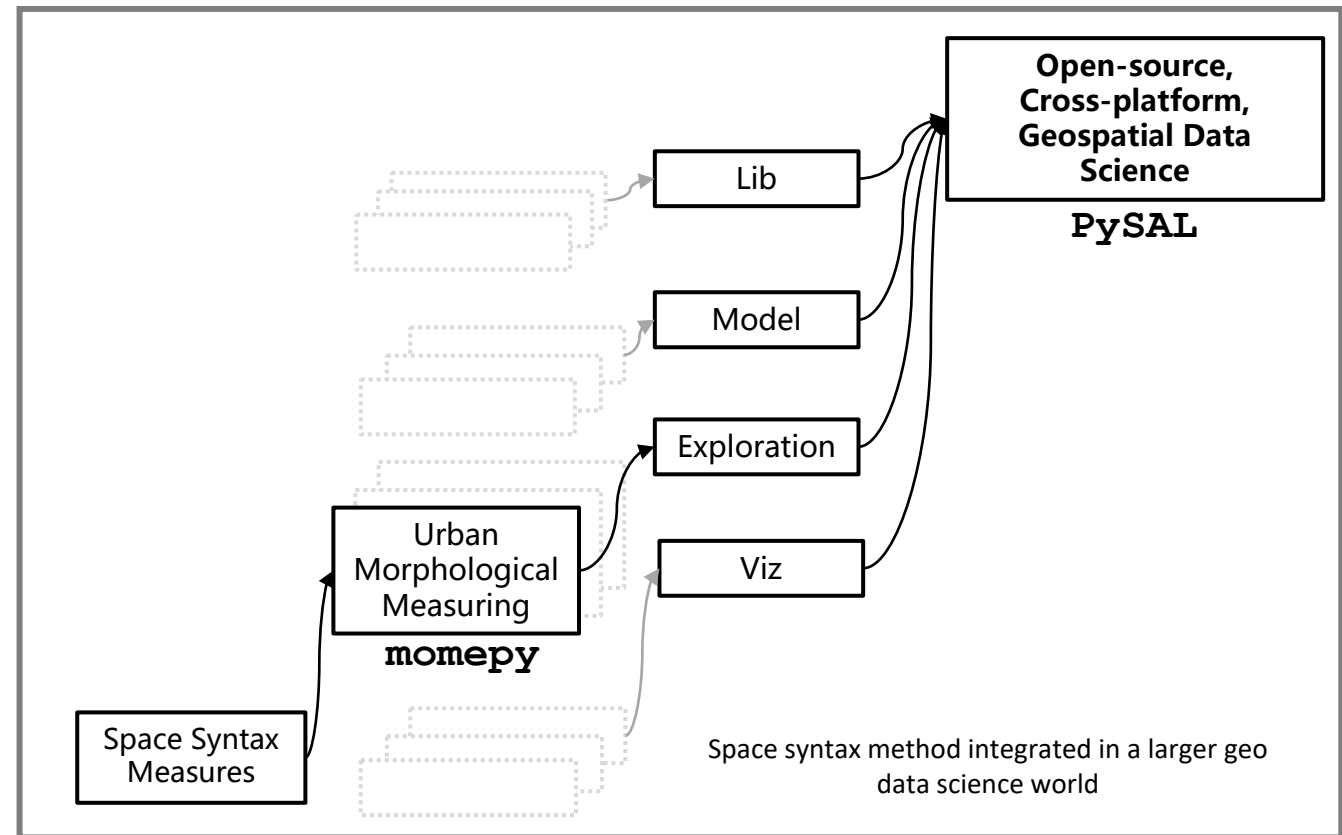 Open-source,
Cross-platform,
Geospatial Data
Science
PySAL
Lib
Model
Exploration
Viz
Urban
Morphological
Measuring
momepy
Space Syntax
Measures
Space syntax method integrated in a larger geo
data science world